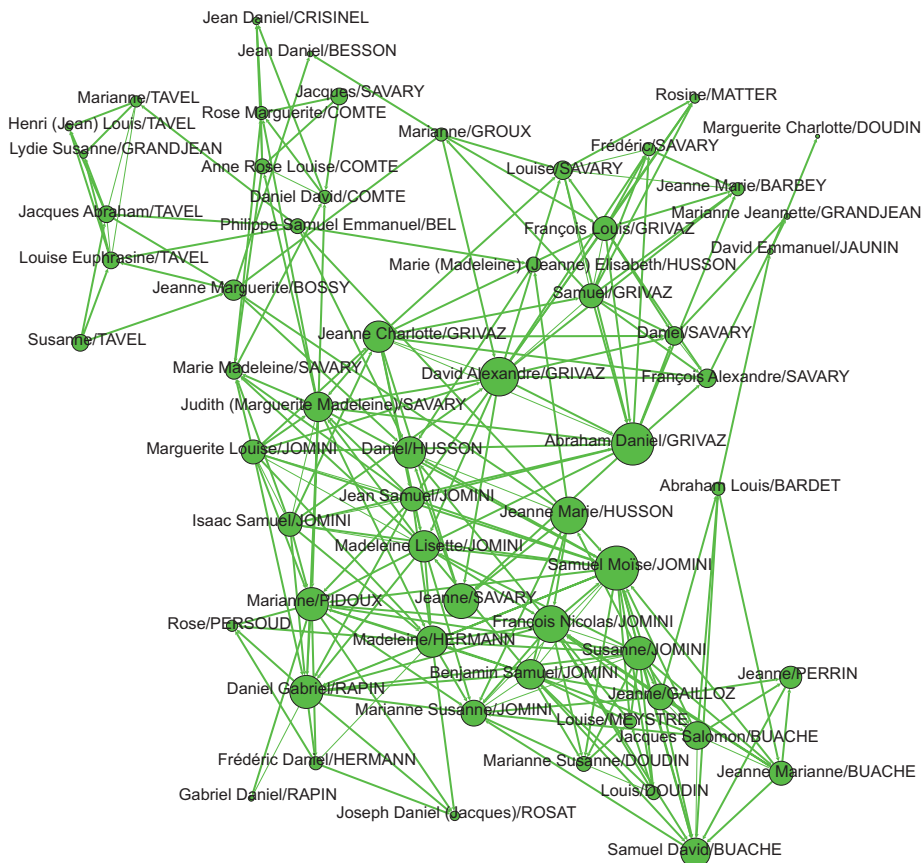 Jean Daniel/CRISINEL
Jean Daniel/BESSON
Jacques/SAVARY
Marianne/TAVEL
Rosine/MATTER
Rose Marguerite/COMTE
Henri (Jean) Louis/TAVEL
Marianne/GROUX
Marguerite Charlotte/DOUDIN
Frédéric/SAVARY
Lydie Susanne/GRANDJEAN
Anne Rose Louise/COMTE
Louise/SAVARY
Jeanne Marie/BARBEY
Daniel David/COMTE
Jacques Abraham/TAVEL
Marianne Jeannette/GRANDJEAN
Philippe Samuel Emmanuel/BEL
François Louis/GRIVAZ
David Emmanuel/JAUNIN
Louise Euphrasine/TAVEL
Marie (Madeleine) (Jeanne) Elisabeth/HUSSON
Jeanne Marguerite/BOSSY
Samuel/GRIVAZ
Jeanne Charlotte/GRIVAZ
Daniel/SAVARY
Susanne/TAVEL
Marie Madeleine/SAVARY
David Alexandre/GRIVAZ
François Alexandre/SAVARY
Judith (Marguerite Madeleine)/SAVARY
Abraham Daniel/GRIVAZ
Marguerite Louise/JOMINI
Daniel/HUSSON
Abraham Louis/BARDET
Jean Samuel/JOMINI
Jeanne Marie/HUSSON
Isaac Samuel/JOMINI
Madeleine Lisette/JOMINI
Samuel Moïse/JOMINI
Jeanne/SAVARY
Marianne/PIDOUX
Rose/PERSOUD
François Nicolas/JOMINI
Madeleine/HERMANN
Susanne/JOMINI
Benjamin Samuel/JOMINI
Jeanne/PERRIN
Daniel Gabriel/RAPIN
Jeanne/GAILLOZ
Marianne Susanne/JOMINI
Louise/MEYSTRE
Jacques Salomon/BUACHE
Frédéric Daniel/HERMANN
Marianne Susanne/DOUDIN
Jeanne Marianne/BUACHE
Gabriel Daniel/RAPIN
Louis/DOUDIN
Joseph Daniel (Jacques)/ROSAT
Samuel David/BUACHE